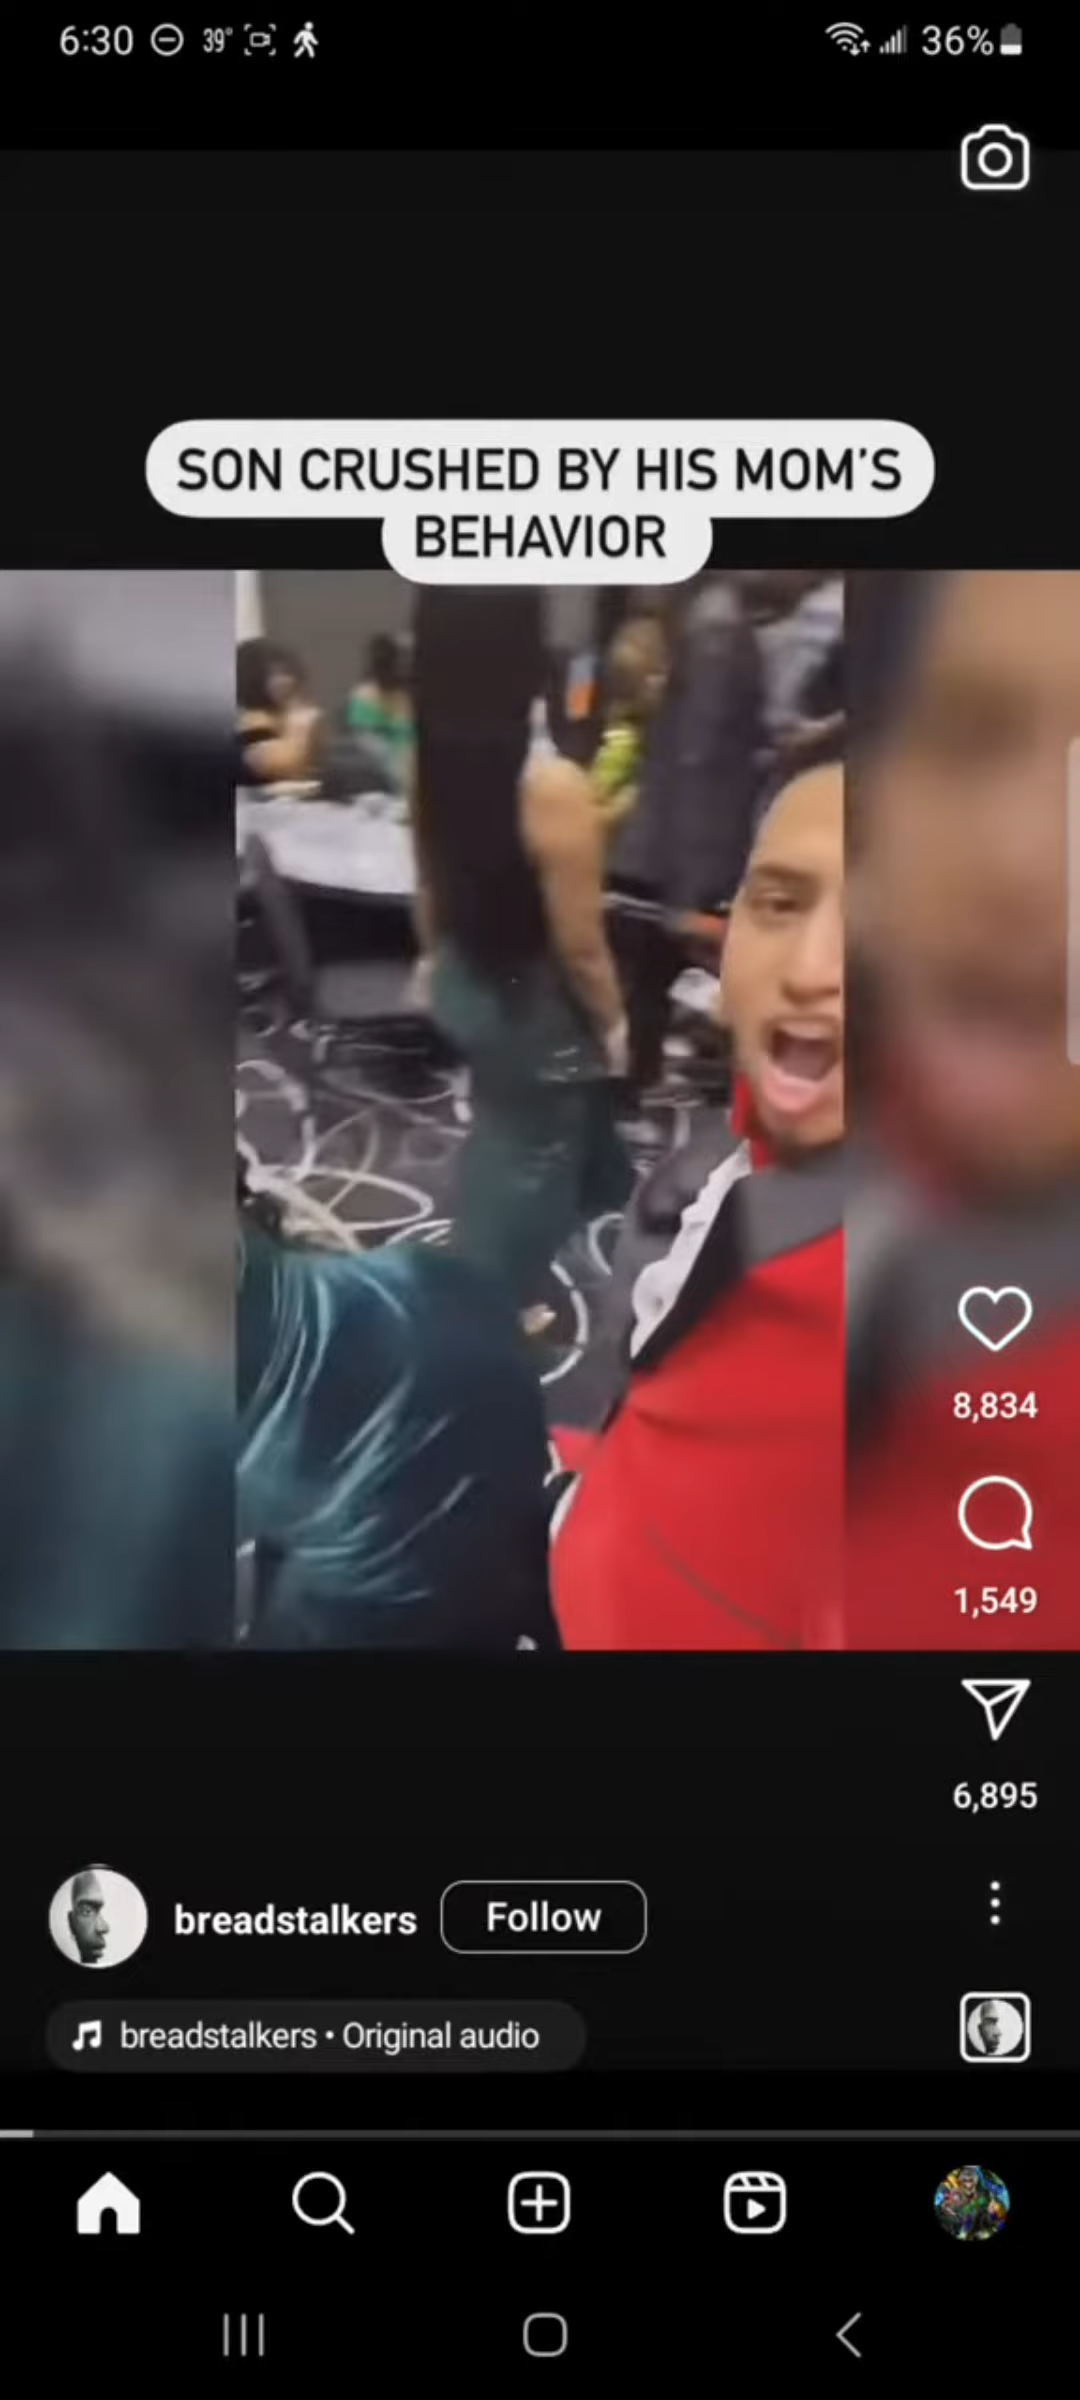 6:30 39° 36%
SON CRUSHED BY HIS MOM'S
BEHAVIOR
8,834
1,549
6,895
breadstalkers Follow
breadstalkers • Original audio